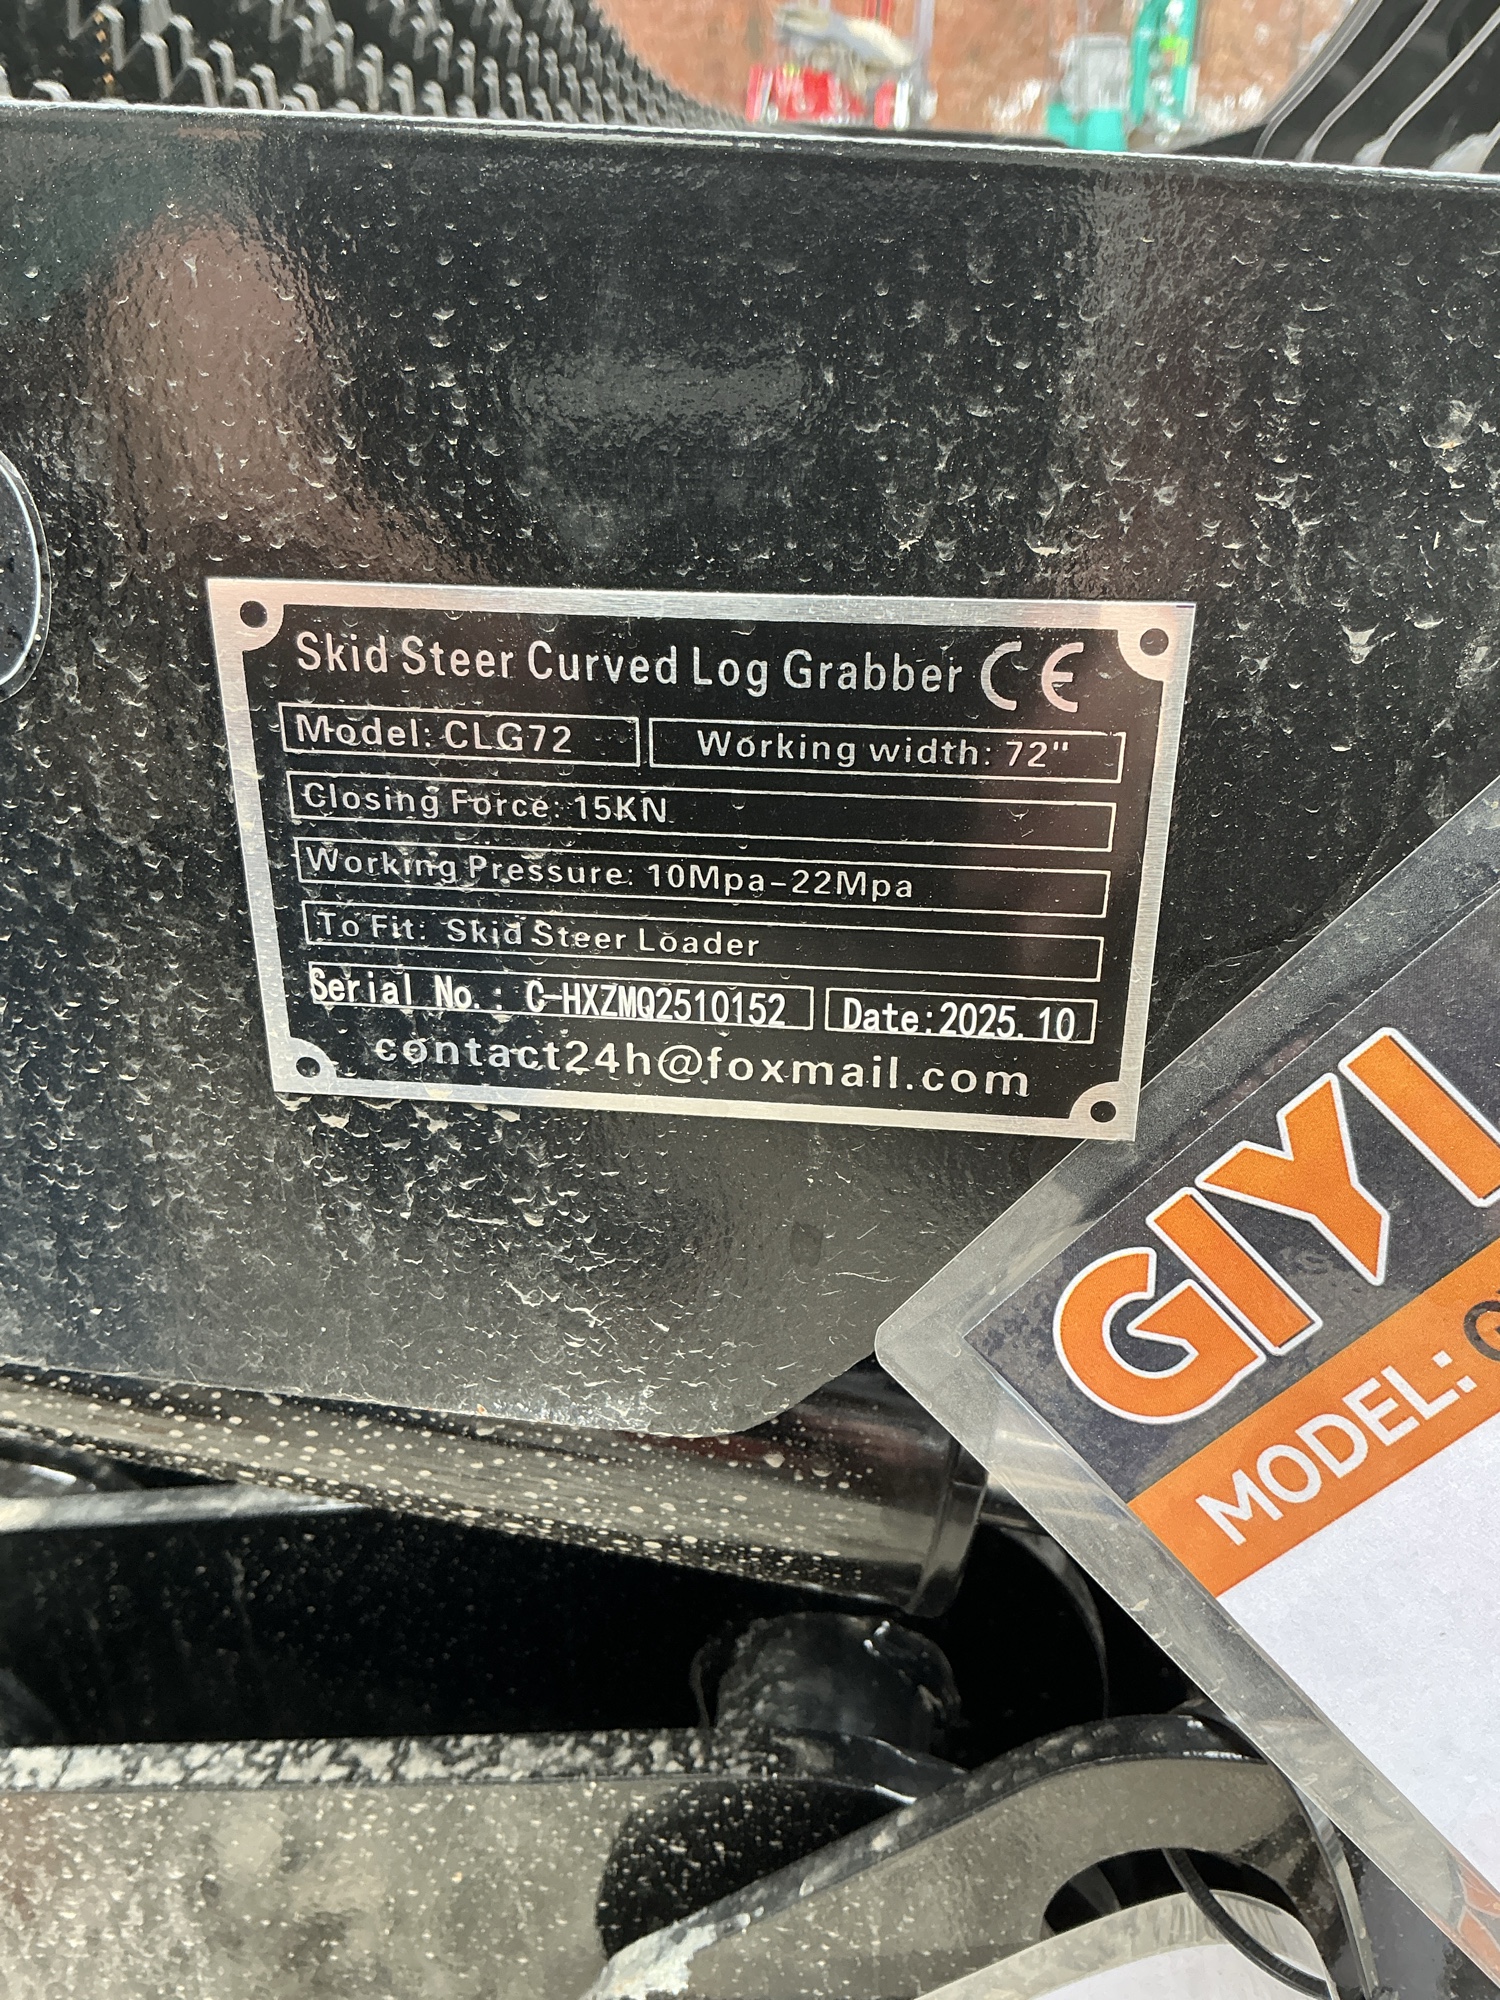 Skid Steer Curved Log Grabber CE
Model: CLG72 Working width: 72"
Closing Force: 15KN
Working Pressure: 10Mpa-22Mpa
To Fit: Skid Steer Loader
Serial No.: C-HXZMQ2510152 Date:2025.10
contact24h@foxmail.com
GIYI
MODEL: